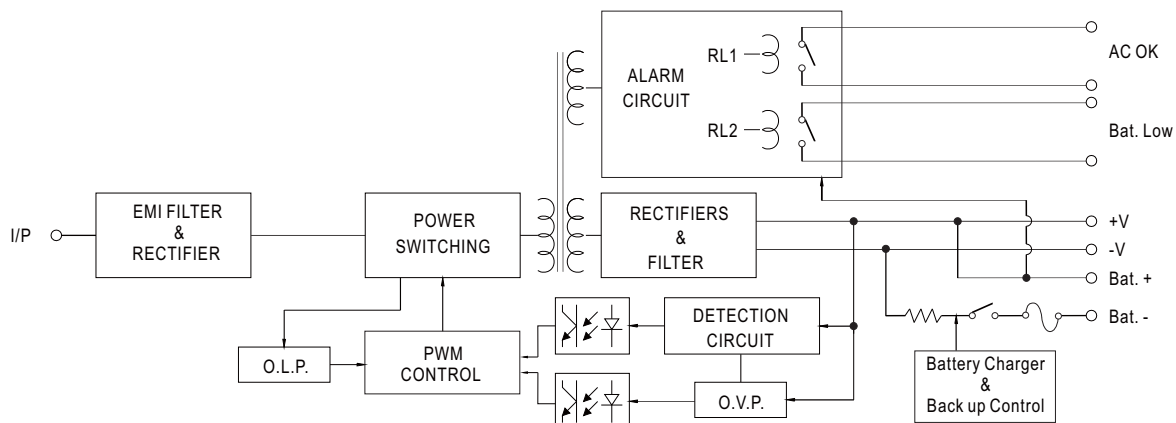 RL1
AC OK
ALARM
CIRCUIT
RL2
Bat. Low
I/P
EMI FILTER
&
RECTIFIER
POWER
SWITCHING
RECTIFIERS
&
FILTER
+V
-V
Bat. +
Bat. -
O.L.P.
PWM
CONTROL
DETECTION
CIRCUIT
O.V.P.
Battery Charger
&
Back up Control